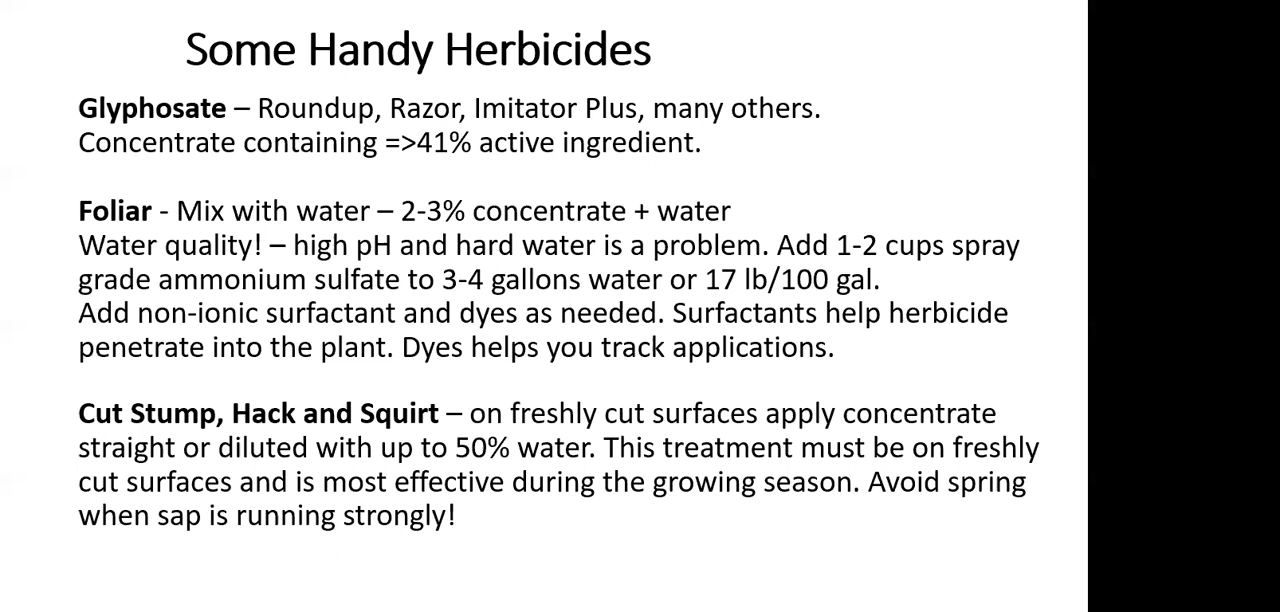 Some Handy Herbicides
Glyphosate – Roundup, Razor, Imitator Plus, many others.
Concentrate containing =>41% active ingredient.
Foliar - Mix with water – 2-3% concentrate + water
Water quality! – high pH and hard water is a problem. Add 1-2 cups spray
grade ammonium sulfate to 3-4 gallons water or 17 lb/100 gal.
Add non-ionic surfactant and dyes as needed. Surfactants help herbicide
penetrate into the plant. Dyes helps you track applications.
Cut Stump, Hack and Squirt – on freshly cut surfaces apply concentrate
straight or diluted with up to 50% water. This treatment must be on freshly
cut surfaces and is most effective during the growing season. Avoid spring
when sap is running strongly!